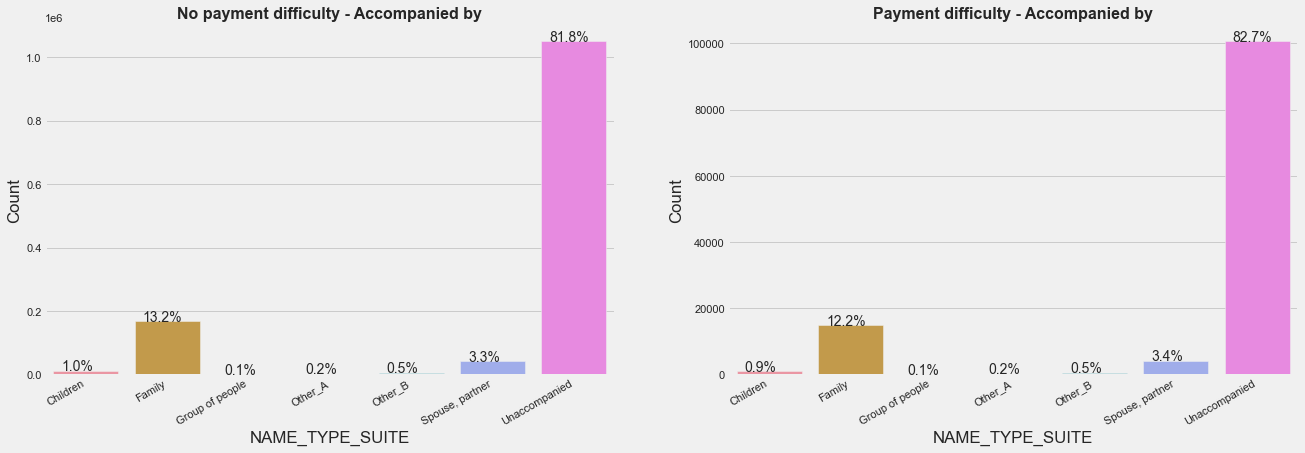 No payment difficulty - Accompanied by
1e6
Count
1.0
0.8
0.6
0.4
0.2
0.0
1.0%
13.2%
0.1%
0.2%
0.5%
3.3%
81.8%
Children
Family
Group of people
Other_A
Other_B
Spouse, partner
Unaccompanied
NAME_TYPE_SUITE
Payment difficulty - Accompanied by
Count
100000
80000
60000
40000
20000
0
0.9%
12.2%
0.1%
0.2%
0.5%
3.4%
82.7%
Children
Family
Group of people
Other_A
Other_B
Spouse, partner
Unaccompanied
NAME_TYPE_SUITE